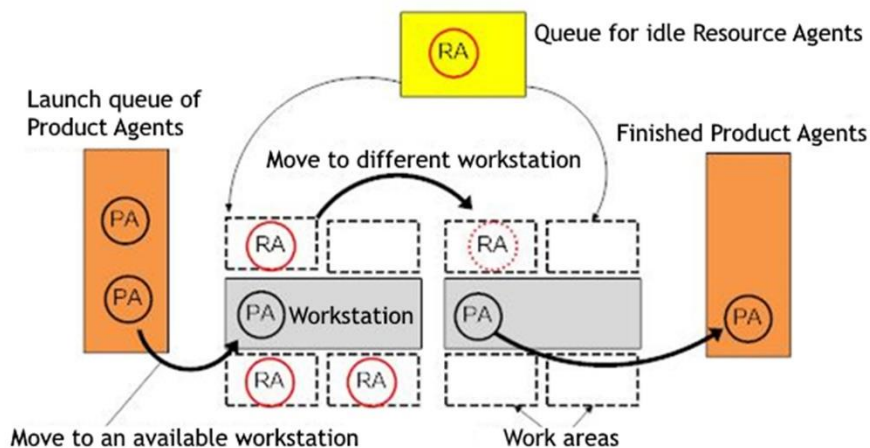 RA
Queue for idle Resource Agents
Launch queue of
Product Agents
Finished Product Agents
Move to different workstation
PA
RA
RA
PA
PA
Workstation
PA
PA
RA
RA
Move to an available workstation
Work areas